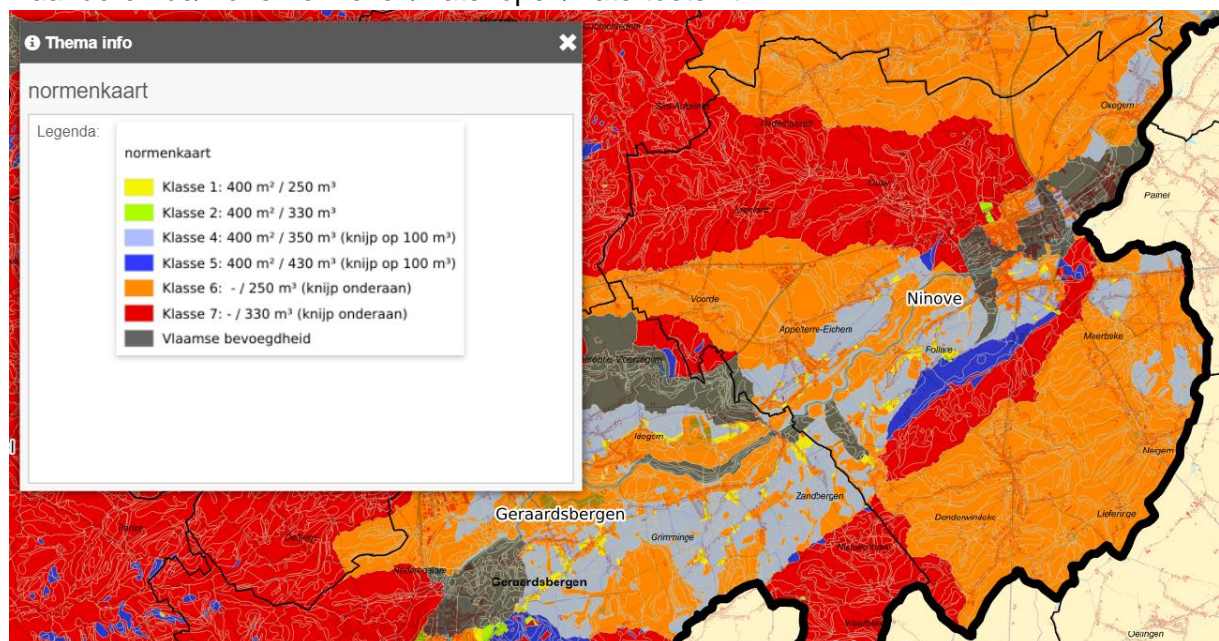 Thema info
normenkaart
Legenda:
normenkaart
Klasse 1: 400 m² / 250 m³
Klasse 2: 400 m² / 330 m³
Klasse 4: 400 m² / 350 m³ (knijp op 100 m³)
Klasse 5: 400 m² / 430 m³ (knijp op 100 m³)
Klasse 6:  - / 250 m³ (knijp onderaan)
Klasse 7: - / 330 m³ (knijp onderaan)
Vlaamse bevoegdheid
Pamel
Voorde
Ninove
Appelterre-Eichem
Pollare
Meerbeke
Idegem
Neigem
Zandbergen
Geraardsbergen
Denderwindeke
Lieferinge
Grimminge
Geraardsbergen